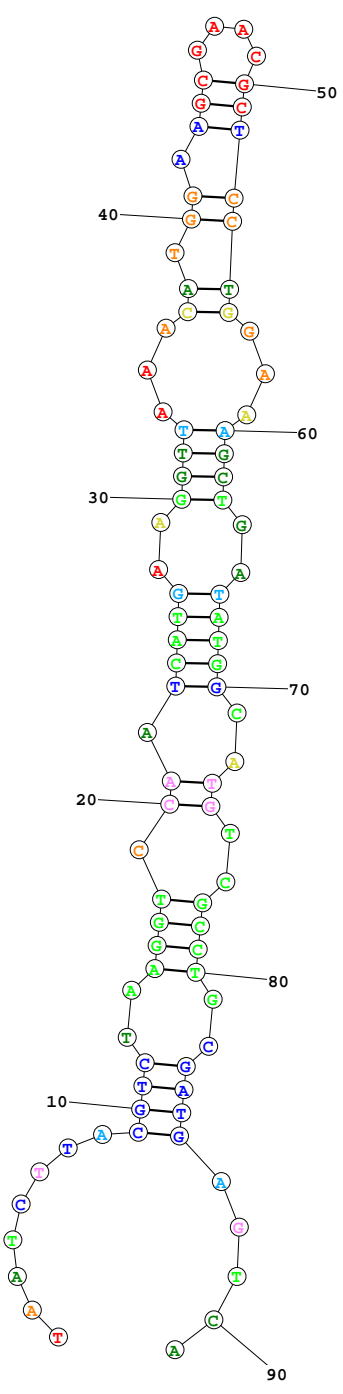 A A
G C
C G 50
G C
A T
A
G C
40 G C
T
A T
C G
A G
A A
A A
T A 60
T G
G C
30 G T
A G
A A
G T
T A
A T
C G
T G 70
C
A
A
A T
20 C G
T
C
C
T G
G C
G C
A T 80
A G
T C
C G
T A
10 G T
A C G
T
T A
C
G
T
A T
A
A C
T A
90